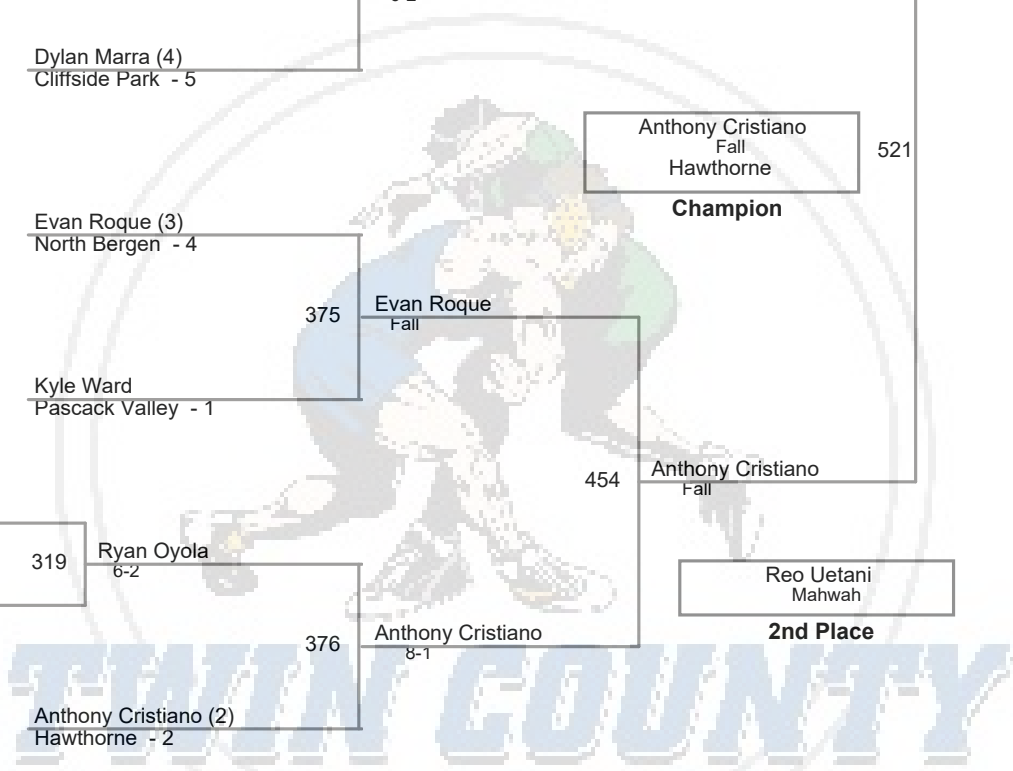 Dylan Marra (4)
Cliffside Park - 5
Anthony Cristiano
Fall
Hawthorne
521
Champion
Evan Roque (3)
North Bergen - 4
375
Evan Roque
Fall
Kyle Ward
Pascack Valley - 1
454
Anthony Cristiano
Fall
319
Ryan Oyola
6-2
Reo Uetani
Mahwah
2nd Place
376
Anthony Cristiano
8-1
Anthony Cristiano (2)
Hawthorne - 2
TWIN COUNTY